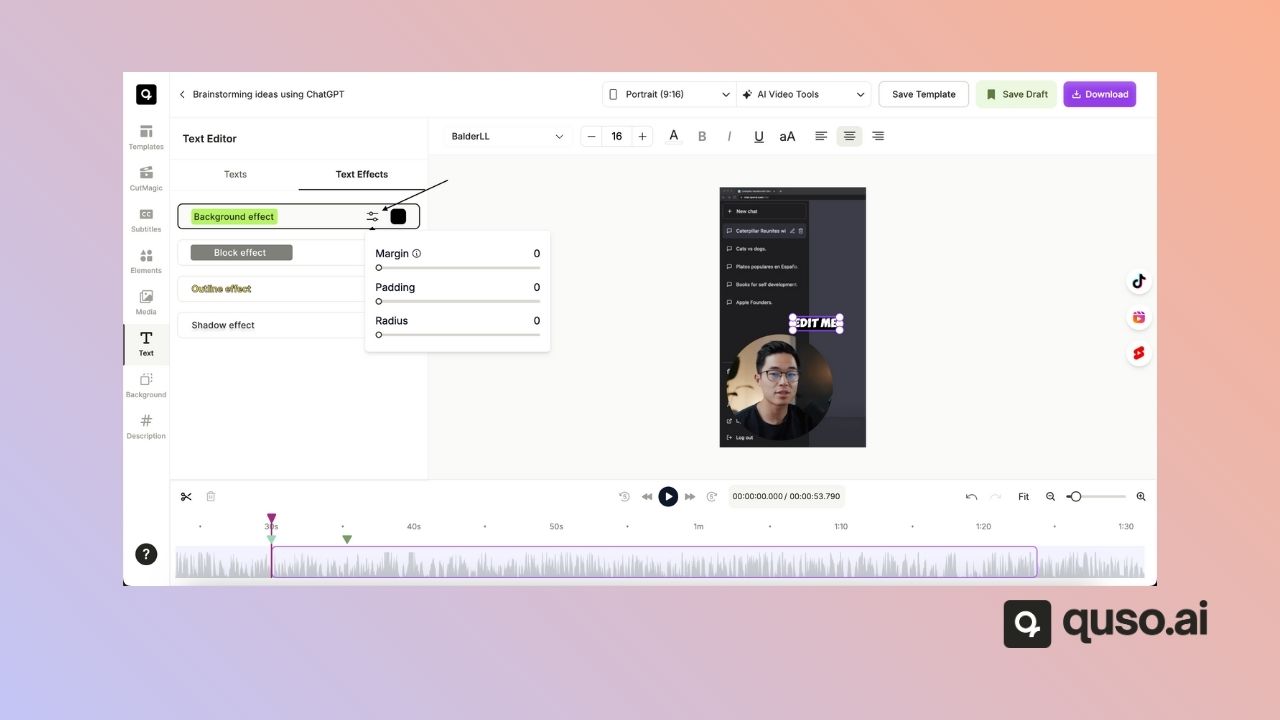 Brainstorming ideas using ChatGPT
Portrait (9:16)
AI Video Tools
Save Template
Save Draft
Download
Templates
CutMagic
CC
Subtitles
Elements
Media
T
Text
Background
#
Description
?
Text Editor
Texts
Text Effects
Background effect
Block effect
Outline effect
Shadow effect
Margin 0
Padding 0
Radius 0
BalderLL
16
A B I U aA
New chat
Caterpillar Reunites wi
Cats vs dogs.
Platos populares en Españo.
Books for self development.
Apple Founders.
EDIT ME
Log out
00:00:00.000 / 00:00:53.790
Fit
30s 40s 50s 1m 1:10 1:20 1:30
quso.ai